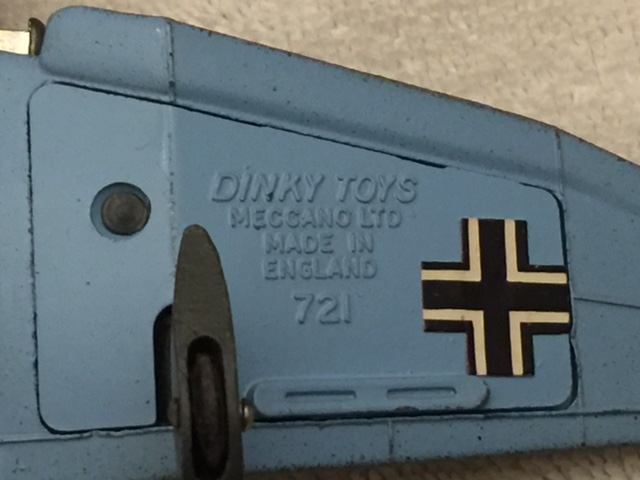 DINKY TOYS
MECCANO LTD
MADE IN
ENGLAND
721